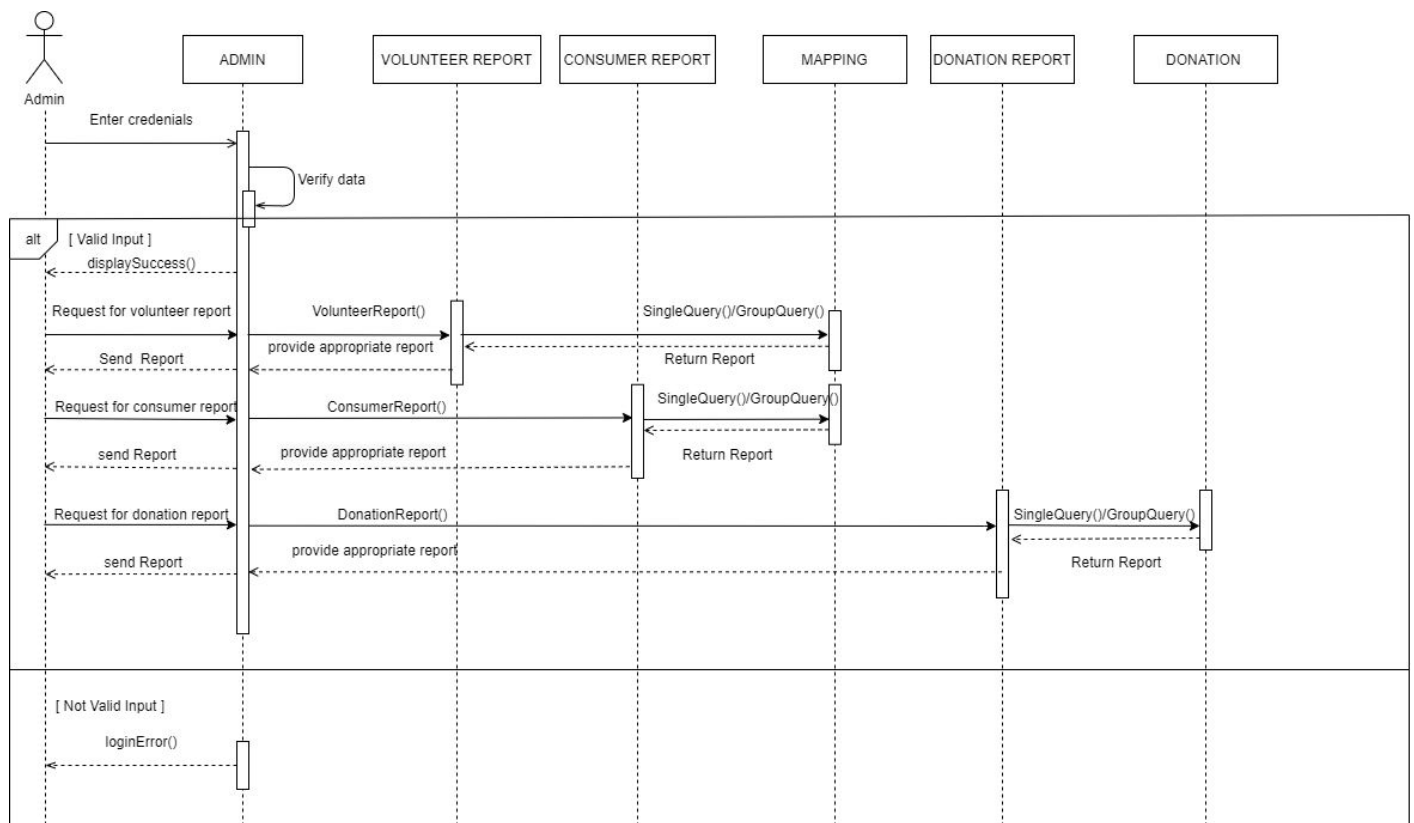 ADMIN
VOLUNTEER REPORT
CONSUMER REPORT
MAPPING
DONATION REPORT
DONATION
Admin
Enter credenials
Verify data
alt
[ Valid Input ]
displaySuccess()
Request for volunteer report
VolunteerReport()
SingleQuery()/GroupQuery()
Send Report
provide appropriate report
Return Report
Request for consumer report
ConsumerReport()
SingleQuery()/GroupQuery()
send Report
provide appropriate report
Return Report
Request for donation report
DonationReport()
SingleQuery()/GroupQuery()
send Report
provide appropriate report
Return Report
[ Not Valid Input ]
loginError()